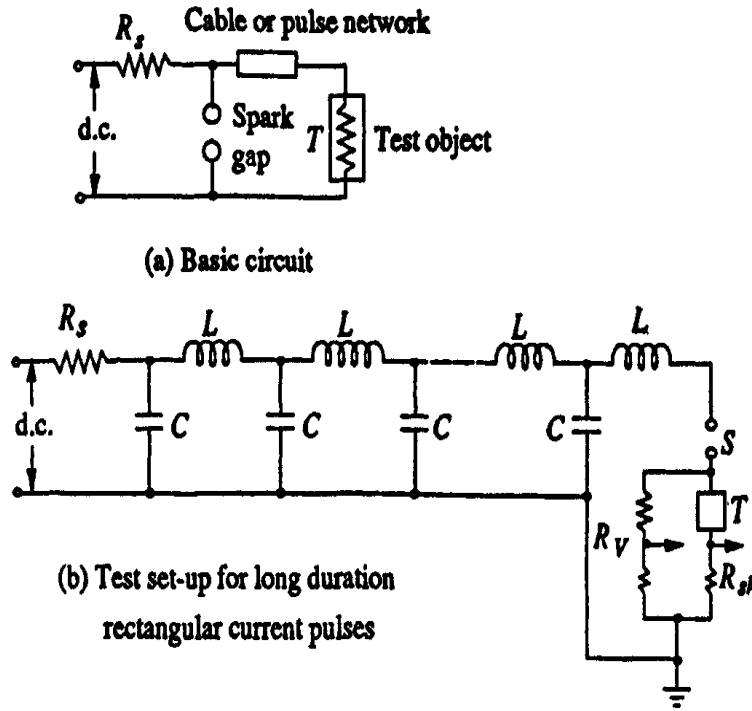 Cable or pulse network
R_s
d.c.
Spark
gap
T
Test object
(a) Basic circuit
R_s
L
L
L
L
d.c.
C
C
C
C
S
T
R_V
(b) Test set-up for long duration
rectangular current pulses